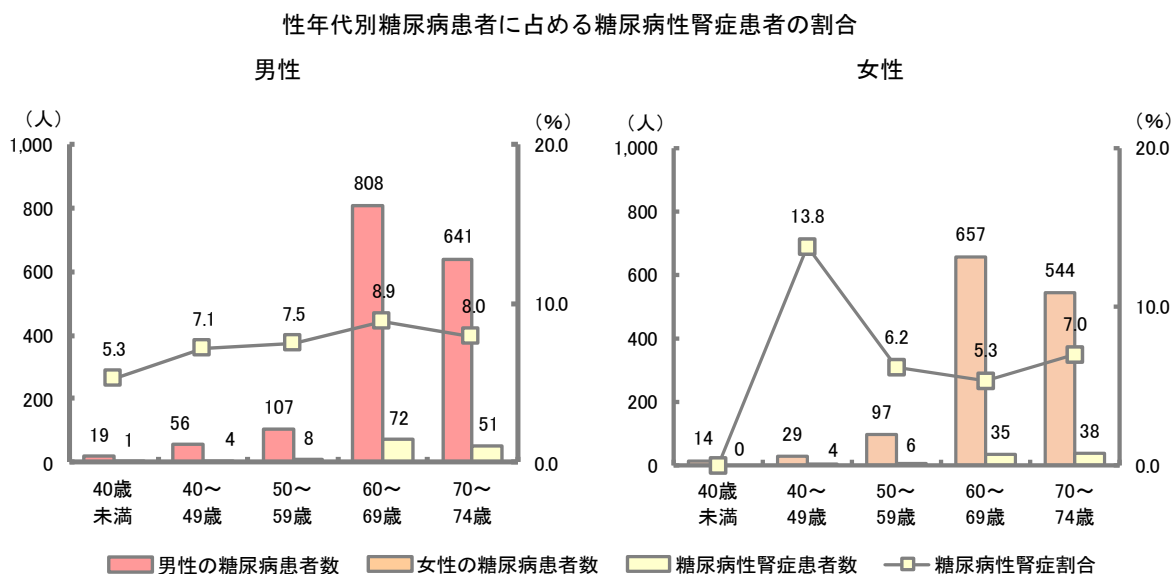 性年代別糖尿病患者に占める糖尿病性腎症患者の割合
男性
（人）
（%）
1,000
800
600
400
200
0
20.0
10.0
0.0
19
1
56
4
107
8
808
72
641
51
5.3
7.1
7.5
8.9
8.0
40歳
未満
40～
49歳
50～
59歳
60～
69歳
70～
74歳
女性
（人）
（%）
1,000
800
600
400
200
0
20.0
10.0
0.0
14
0
29
4
97
6
657
35
544
38
13.8
6.2
5.3
7.0
40歳
未満
40～
49歳
50～
59歳
60～
69歳
70～
74歳
男性の糖尿病患者数
女性の糖尿病患者数
糖尿病性腎症患者数
糖尿病性腎症割合